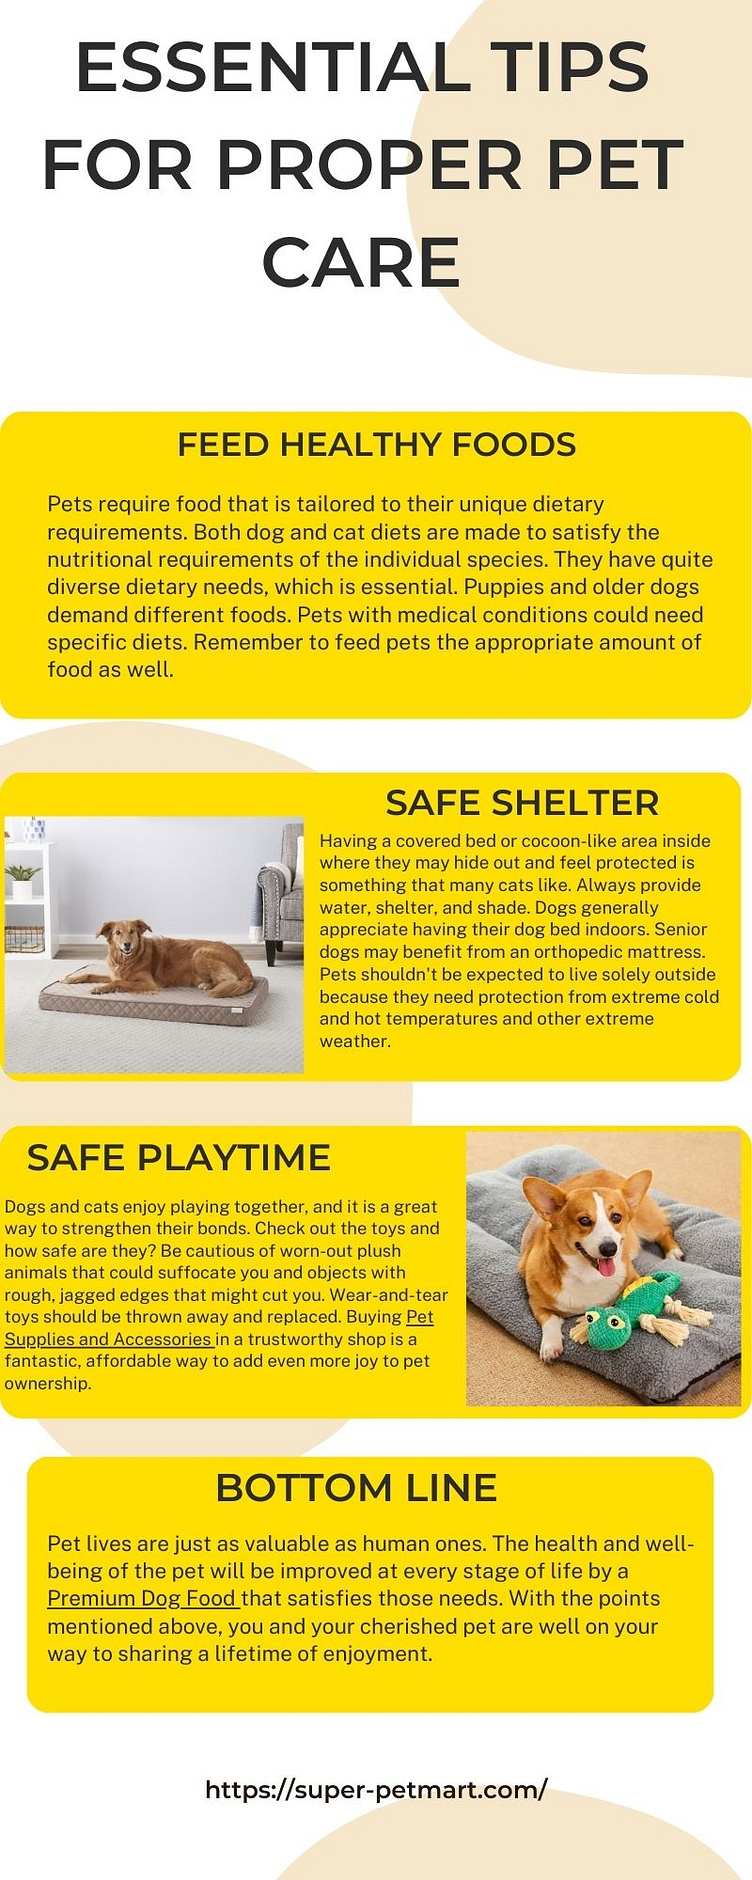 ESSENTIAL TIPS
FOR PROPER PET
CARE
FEED HEALTHY FOODS
Pets require food that is tailored to their unique dietary
requirements. Both dog and cat diets are made to satisfy the
nutritional requirements of the individual species. They have quite
diverse dietary needs, which is essential. Puppies and older dogs
demand different foods. Pets with medical conditions could need
specific diets. Remember to feed pets the appropriate amount of
food as well.
SAFE SHELTER
Having a covered bed or cocoon-like area inside
where they may hide out and feel protected is
something that many cats like. Always provide
water, shelter, and shade. Dogs generally
appreciate having their dog bed indoors. Senior
dogs may benefit from an orthopedic mattress.
Pets shouldn't be expected to live solely outside
because they need protection from extreme cold
and hot temperatures and other extreme
weather.
SAFE PLAYTIME
Dogs and cats enjoy playing together, and it is a great
way to strengthen their bonds. Check out the toys and
how safe are they? Be cautious of worn-out plush
animals that could suffocate you and objects with
rough, jagged edges that might cut you. Wear-and-tear
toys should be thrown away and replaced. Buying Pet
Supplies and Accessories in a trustworthy shop is a
fantastic, affordable way to add even more joy to pet
ownership.
BOTTOM LINE
Pet lives are just as valuable as human ones. The health and well-
being of the pet will be improved at every stage of life by a
Premium Dog Food that satisfies those needs. With the points
mentioned above, you and your cherished pet are well on your
way to sharing a lifetime of enjoyment.
https://super-petmart.com/